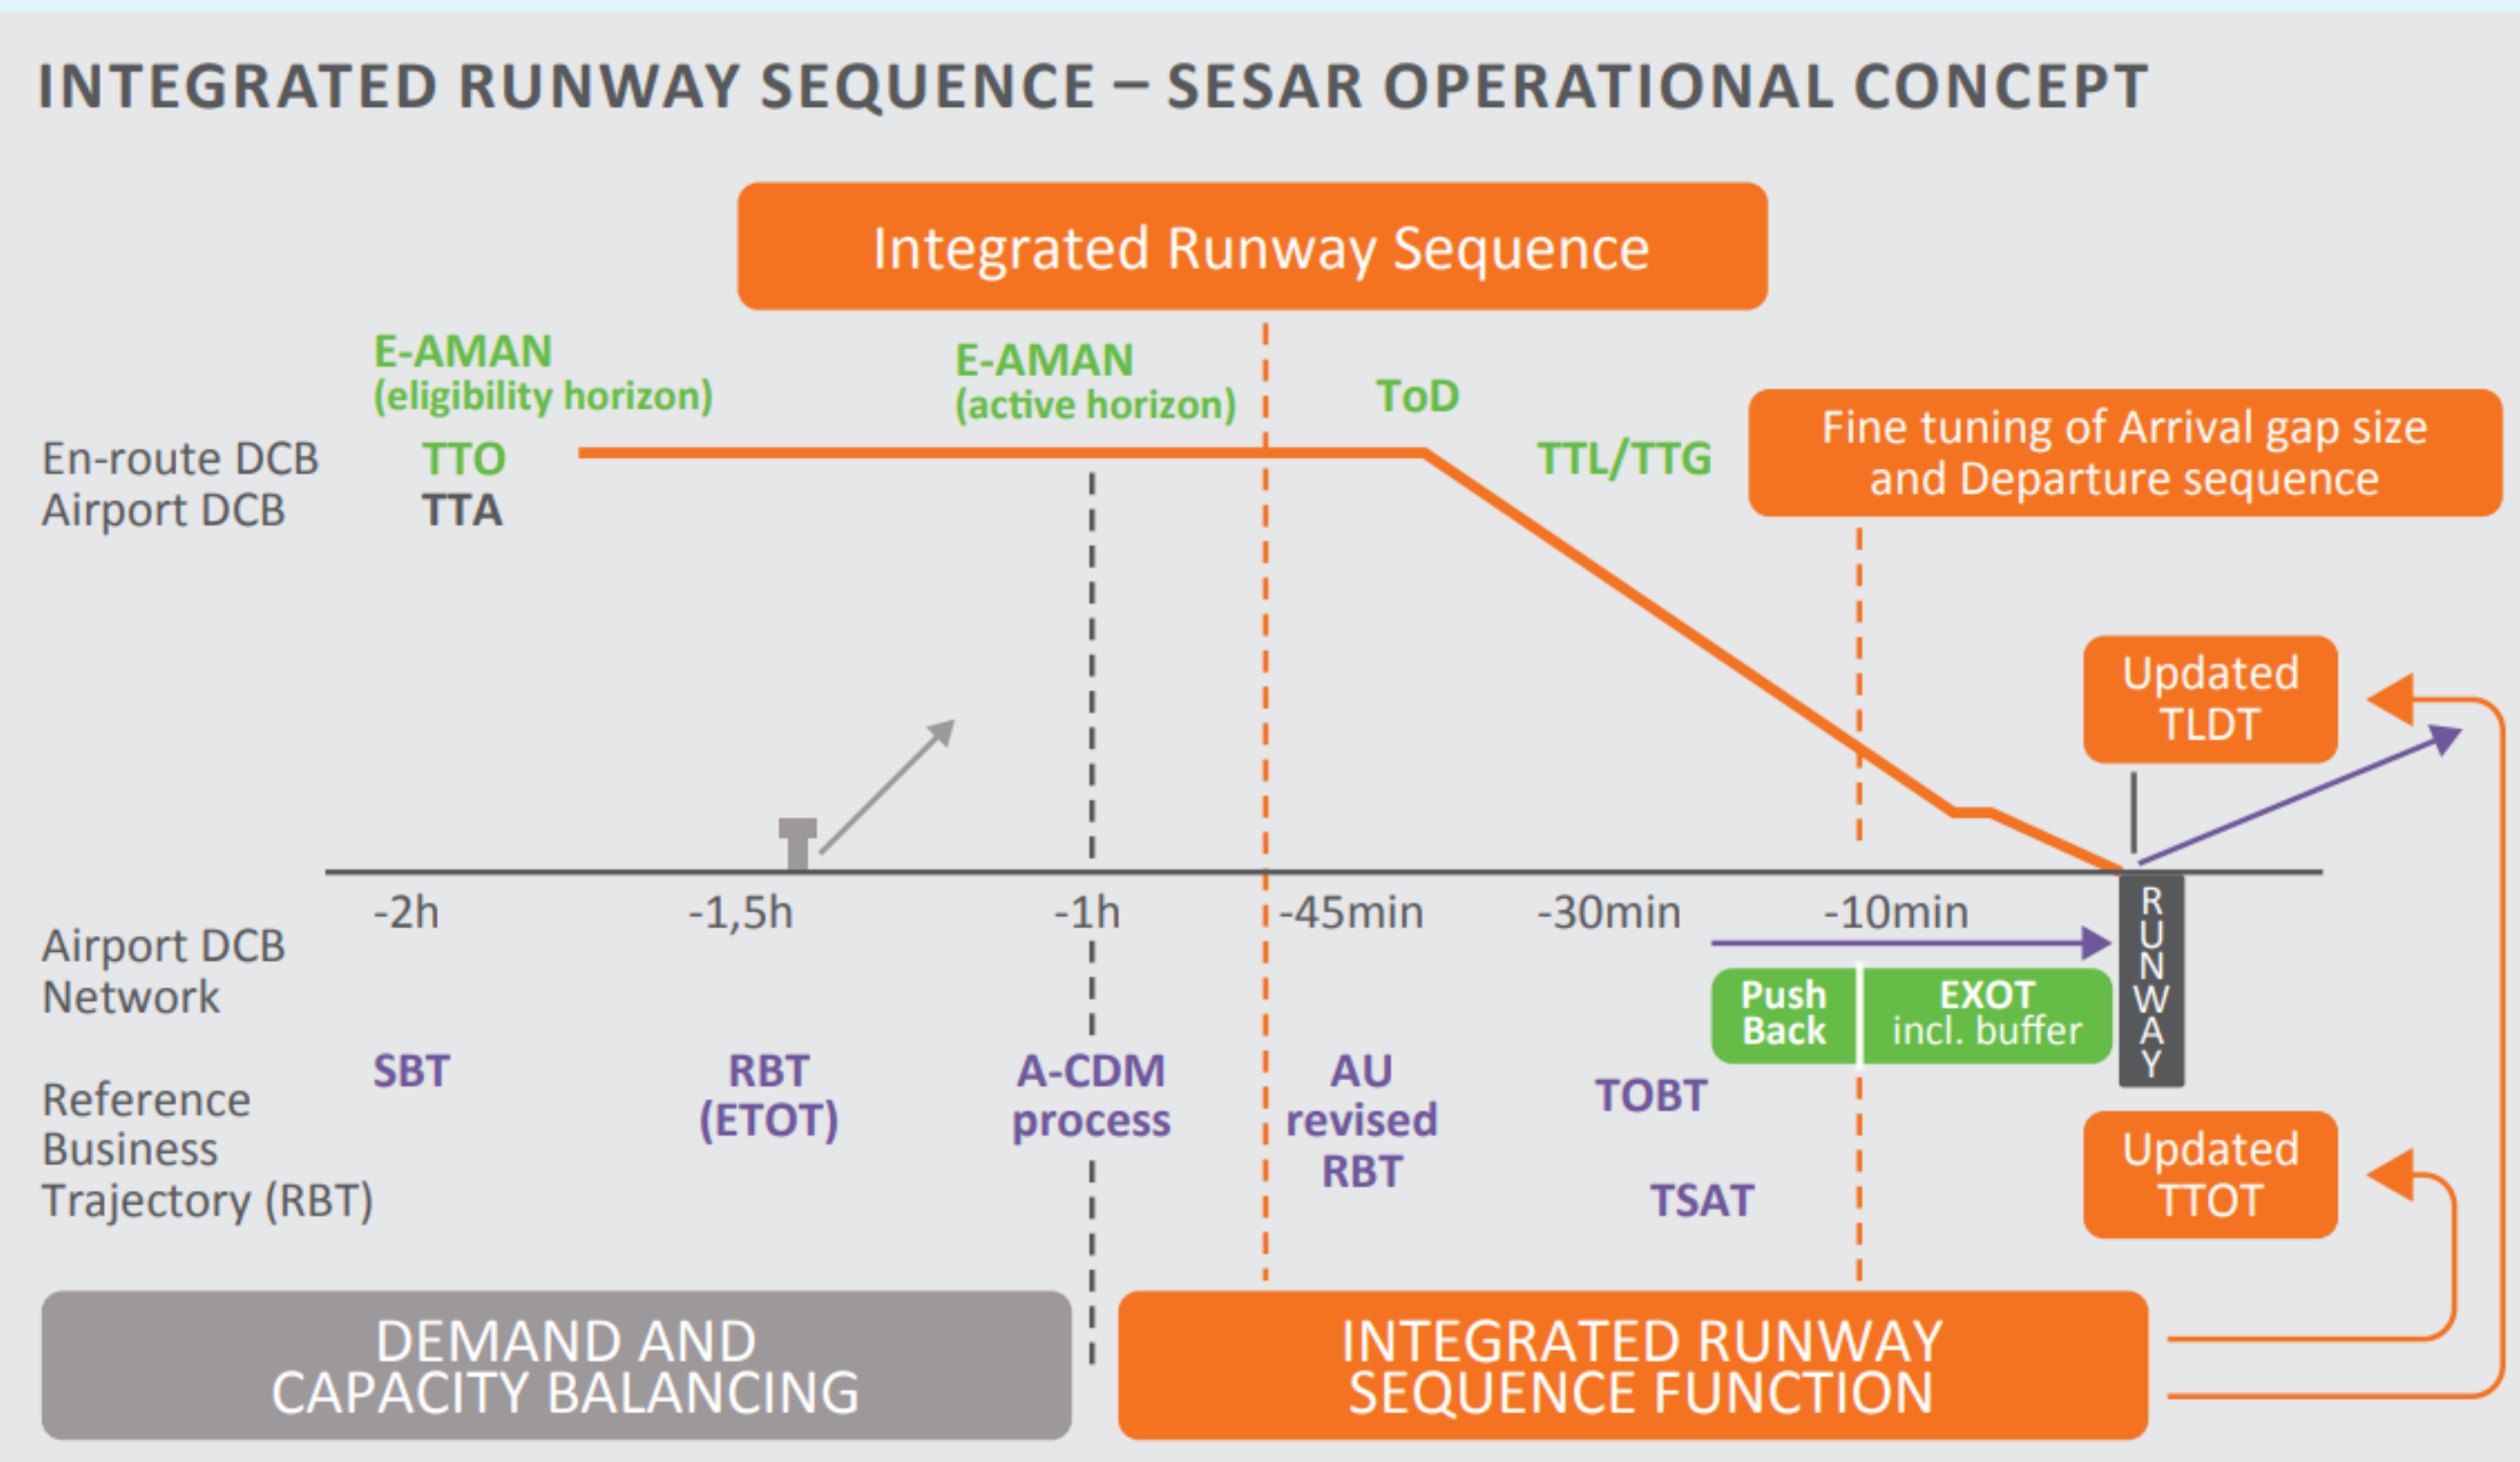 INTEGRATED RUNWAY SEQUENCE – SESAR OPERATIONAL CONCEPT
Integrated Runway Sequence
E-AMAN
(eligibility horizon)
E-AMAN
(active horizon)
ToD
En-route DCB
TTO
TTL/TTG
Airport DCB
TTA
Fine tuning of Arrival gap size
and Departure sequence
Updated
TLDT
-2h
-1,5h
-1h
-45min
-30min
-10min
RUNWAY
Airport DCB
Network
Push
Back
EXOT
incl. buffer
Reference
Business
Trajectory (RBT)
SBT
RBT
(ETOT)
A-CDM
process
AU
revised
RBT
TOBT
TSAT
Updated
TTOT
DEMAND AND
CAPACITY BALANCING
INTEGRATED RUNWAY
SEQUENCE FUNCTION